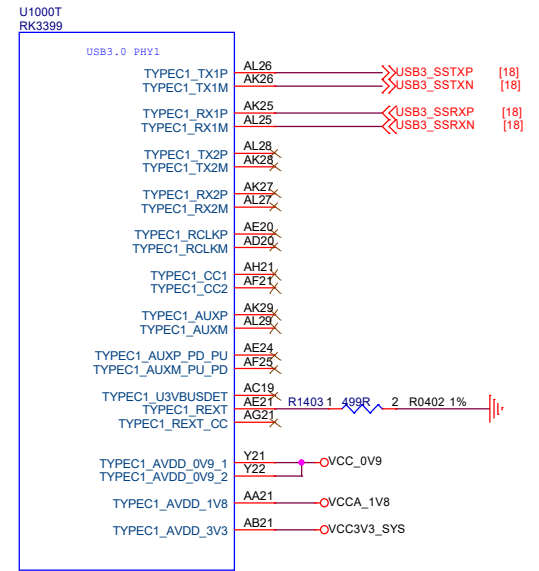 U1000T
RK3399
USB3.0 PHY1
TYPEC1_TX1P AL26 USB3_SSTXP [18]
TYPEC1_TX1M AK26 USB3_SSTXN [18]
TYPEC1_RX1P AK25 USB3_SSRXP [18]
TYPEC1_RX1M AL25 USB3_SSRXN [18]
TYPEC1_TX2P AL28
TYPEC1_TX2M AK28
TYPEC1_RX2P AK27
TYPEC1_RX2M AL27
TYPEC1_RCLKP AE20
TYPEC1_RCLKM AD20
TYPEC1_CC1 AH21
TYPEC1_CC2 AF21
TYPEC1_AUXP AK29
TYPEC1_AUXM AL29
TYPEC1_AUXP_PD_PU AE24
TYPEC1_AUXM_PU_PD AF25
TYPEC1_U3VBUSDET AC19
TYPEC1_REXT AE21 R1403 1 499R 2 R0402 1%
TYPEC1_REXT_CC AG21
TYPEC1_AVDD_0V9_1 Y21 VCC_0V9
TYPEC1_AVDD_0V9_2 Y22
TYPEC1_AVDD_1V8 AA21 VCCA_1V8
TYPEC1_AVDD_3V3 AB21 VCC3V3_SYS